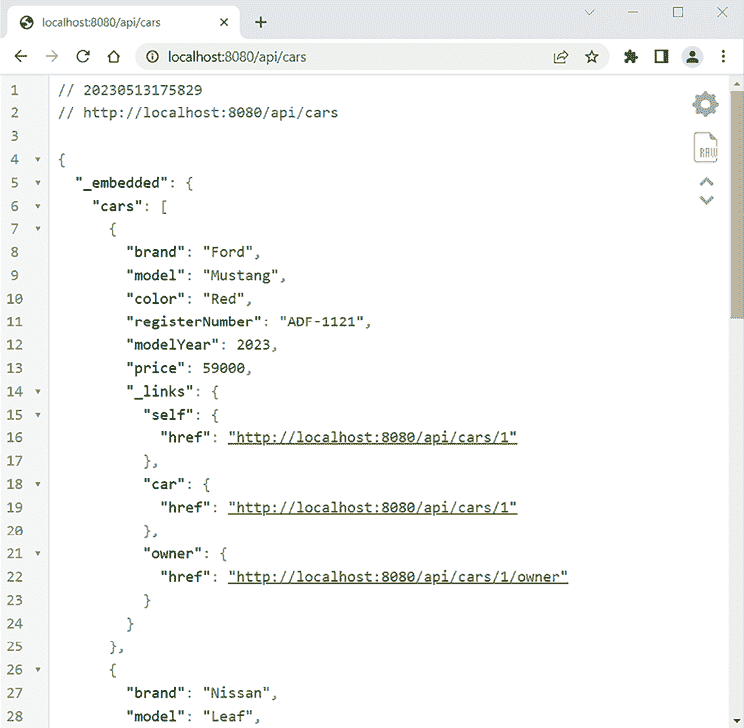 localhost:8080/api/cars
localhost:8080/api/cars
1 // 20230513175829
2 // http://localhost:8080/api/cars
3
4 {
5 "_embedded": {
6 "cars": [
7 {
8 "brand": "Ford",
9 "model": "Mustang",
10 "color": "Red",
11 "registerNumber": "ADF-1121",
12 "modelYear": 2023,
13 "price": 59000,
14 "_links": {
15 "self": {
16 "href": "http://localhost:8080/api/cars/1"
17 },
18 "car": {
19 "href": "http://localhost:8080/api/cars/1"
20 },
21 "owner": {
22 "href": "http://localhost:8080/api/cars/1/owner"
23 }
24 }
25 },
26 {
27 "brand": "Nissan",
28 "model": "Leaf",
RAW